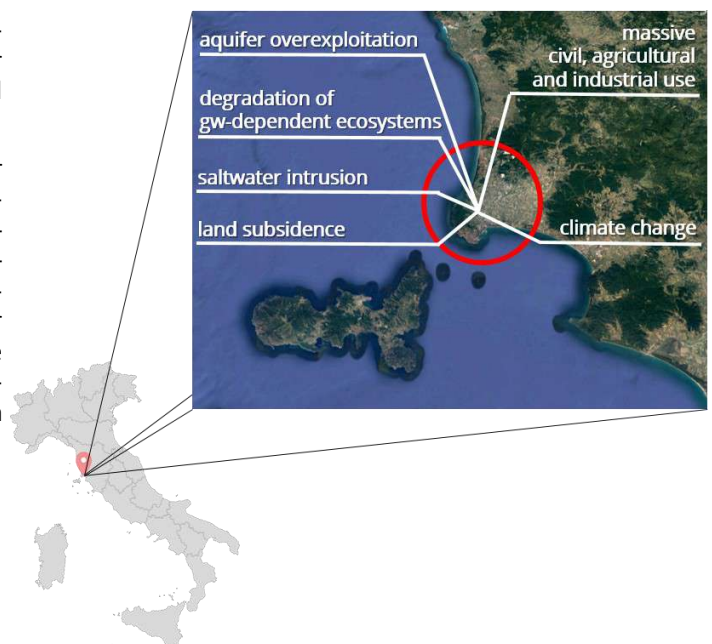 aquifer overexploitation
degradation of
gw-dependent ecosystems
saltwater intrusion
land subsidence
massive
civil, agricultural
and industrial use
climate change